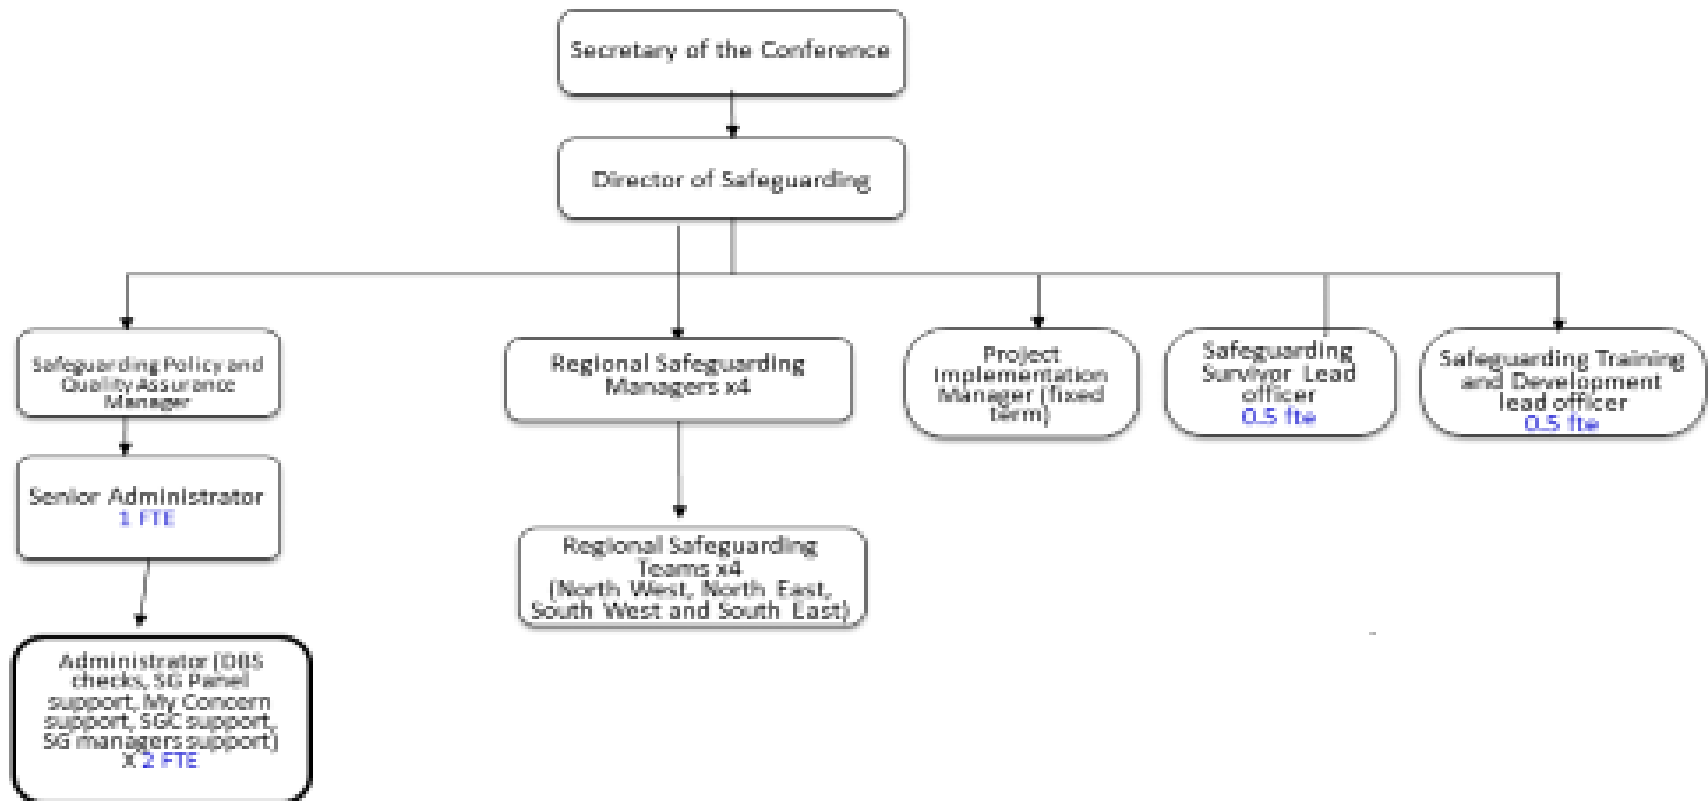 Secretary of the Conference
Director of Safeguarding
Safeguarding Policy and
Quality Assurance
Manager
Regional Safeguarding
Managers x4
Project
Implementation
Manager (fixed
term)
Safeguarding
Survivor Lead
officer
0.5 fte
Safeguarding Training
and Development
lead officer
0.5 fte
Senior Administrator
1 FTE
Regional Safeguarding
Teams x4
(North West, North East,
South West and South East)
Administrator (DBS
checks, SG Panel
support, My Concern
support, SGC support,
SG managers support)
X 2 FTE